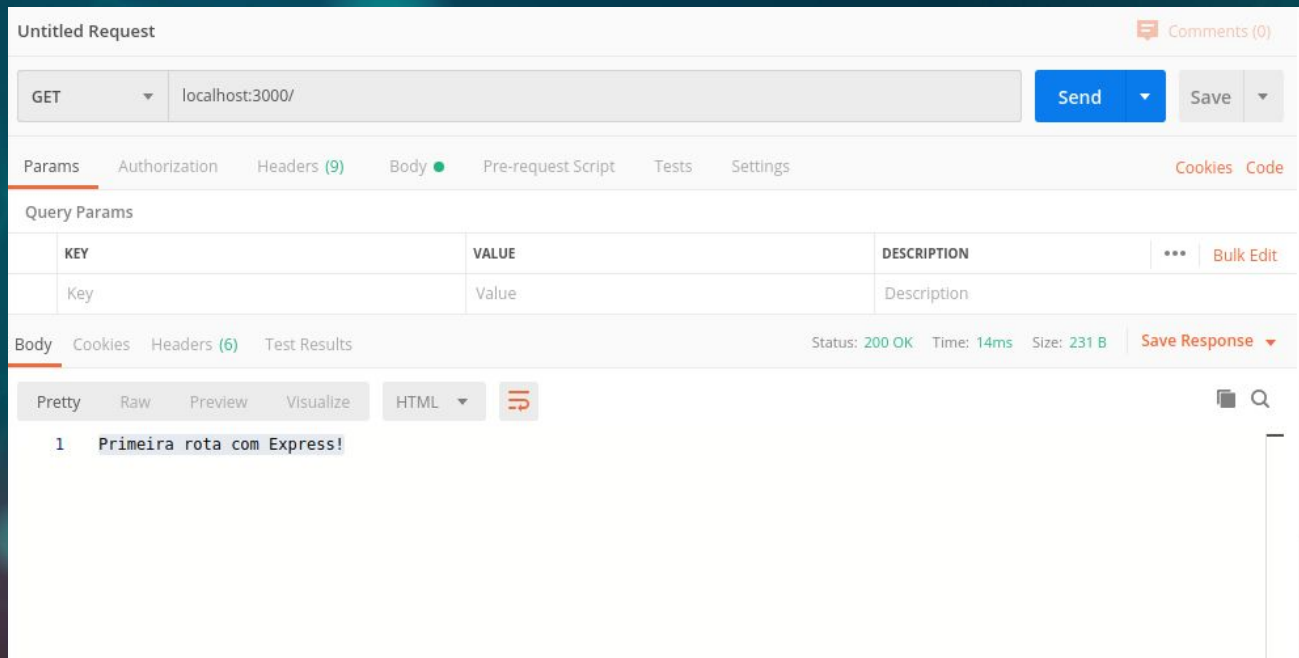 Untitled Request
Comments (0)
GET localhost:3000/ Send Save
Params Authorization Headers (9) Body Pre-request Script Tests Settings Cookies Code
Query Params
KEY VALUE DESCRIPTION ••• Bulk Edit
Key Value Description
Body Cookies Headers (6) Test Results Status: 200 OK Time: 14ms Size: 231 B Save Response
Pretty Raw Preview Visualize HTML
1 Primeira rota com Express!